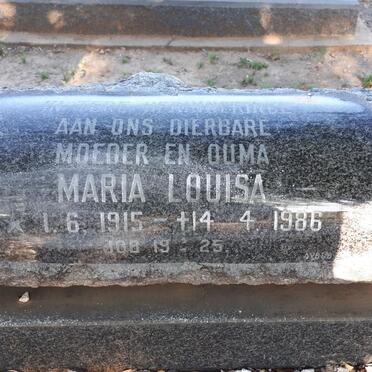 AAN ONS DIERBARE
MOEDER EN OUMA
MARIA LOUISA
* 1. 6. 1915 +14 4 1986
JOB 19 : 25